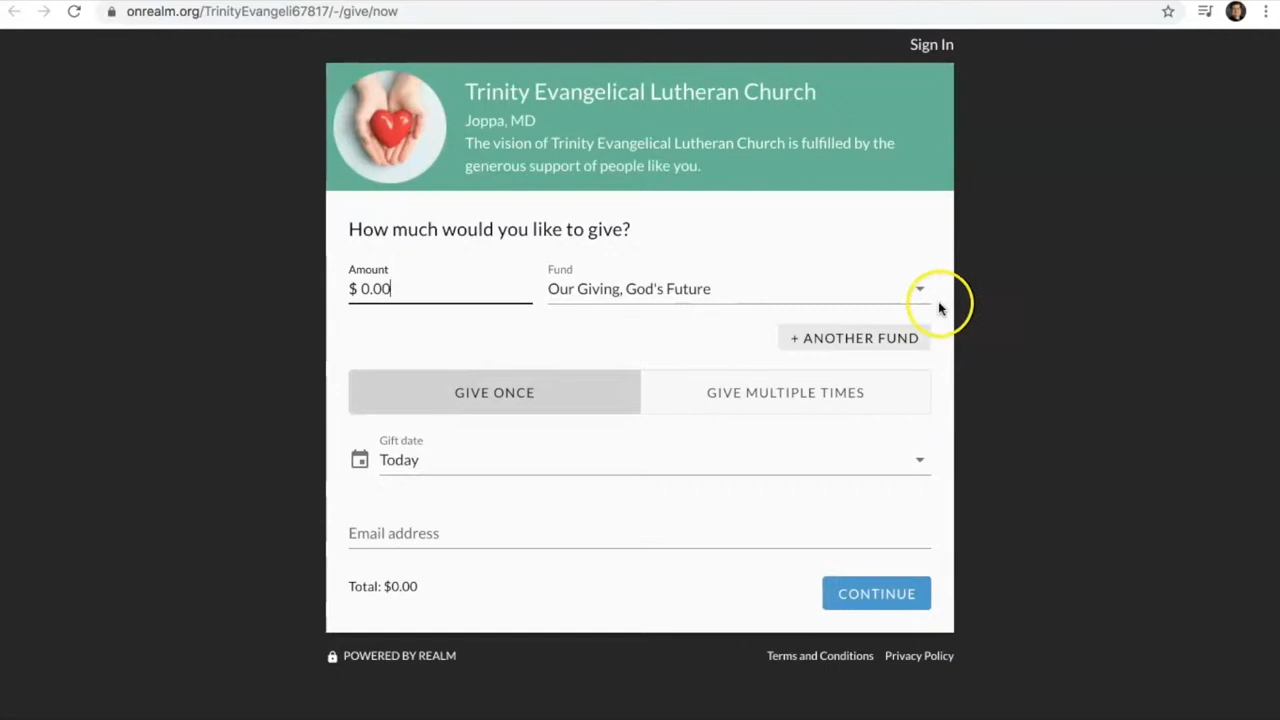 onrealm.org/TrinityEvangeli67817/-/give/now
Sign In
Trinity Evangelical Lutheran Church
Joppa, MD
The vision of Trinity Evangelical Lutheran Church is fulfilled by the
generous support of people like you.
How much would you like to give?
Amount
$ 0.00
Fund
Our Giving, God's Future
+ ANOTHER FUND
GIVE ONCE
GIVE MULTIPLE TIMES
Gift date
Today
Email address
Total: $0.00
CONTINUE
POWERED BY REALM
Terms and Conditions
Privacy Policy